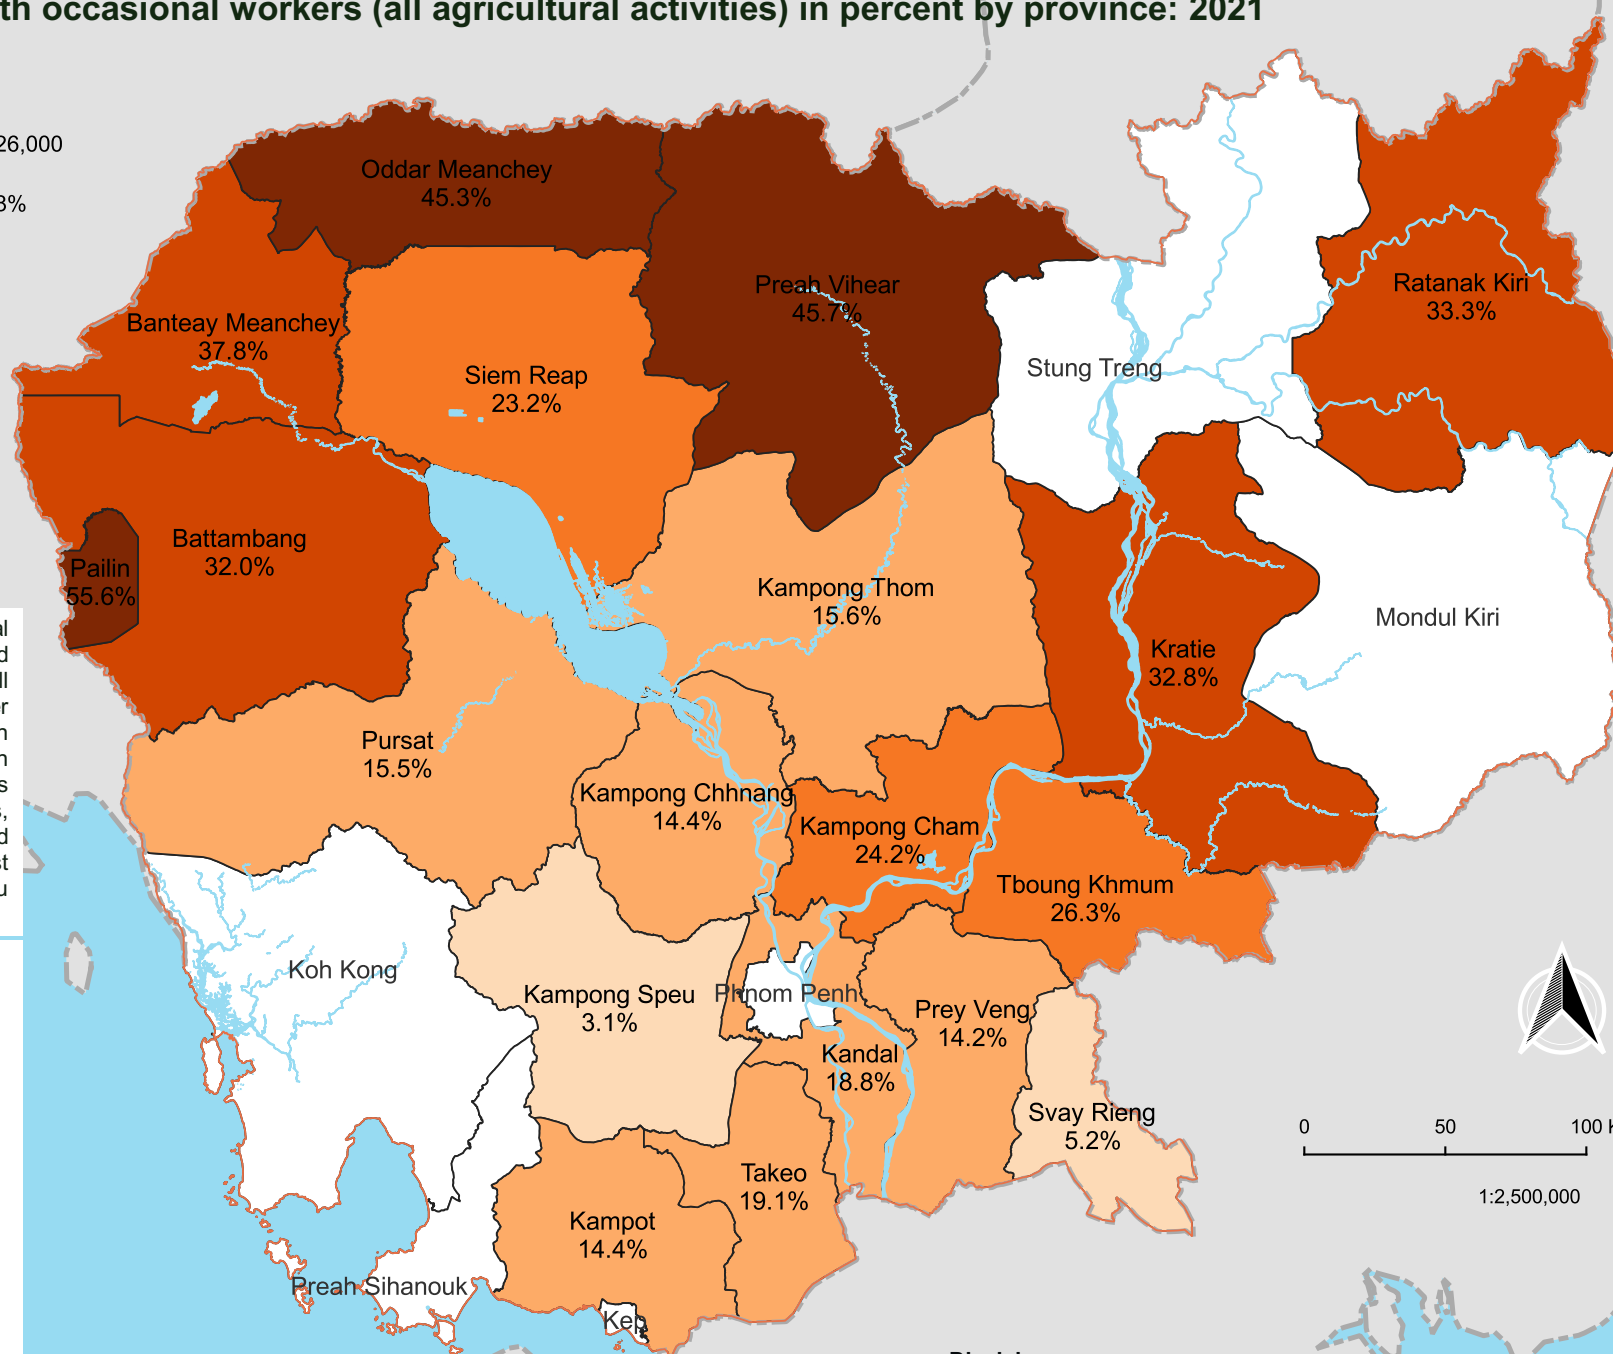 th occasional workers (all agricultural activities) in percent by province: 2021
26,000
3%
Oddar Meanchey
45.3%
Preah Vihear
45.7%
Ratanak Kiri
33.3%
Banteay Meanchey
37.8%
Stung Treng
Siem Reap
23.2%
Battambang
32.0%
Pailin
55.6%
Kampong Thom
15.6%
Mondul Kiri
Kratie
32.8%
al
d
ll
er
n
n
s
s,
d
st
u
Pursat
15.5%
Kampong Chhnang
14.4%
Kampong Cham
24.2%
Tboung Khmum
26.3%
Koh Kong
Kampong Speu
3.1%
Phnom Penh
Prey Veng
14.2%
Kandal
18.8%
Svay Rieng
5.2%
0 50 100 K
1:2,500,000
Takeo
19.1%
Kampot
14.4%
Preah Sihanouk
Kep